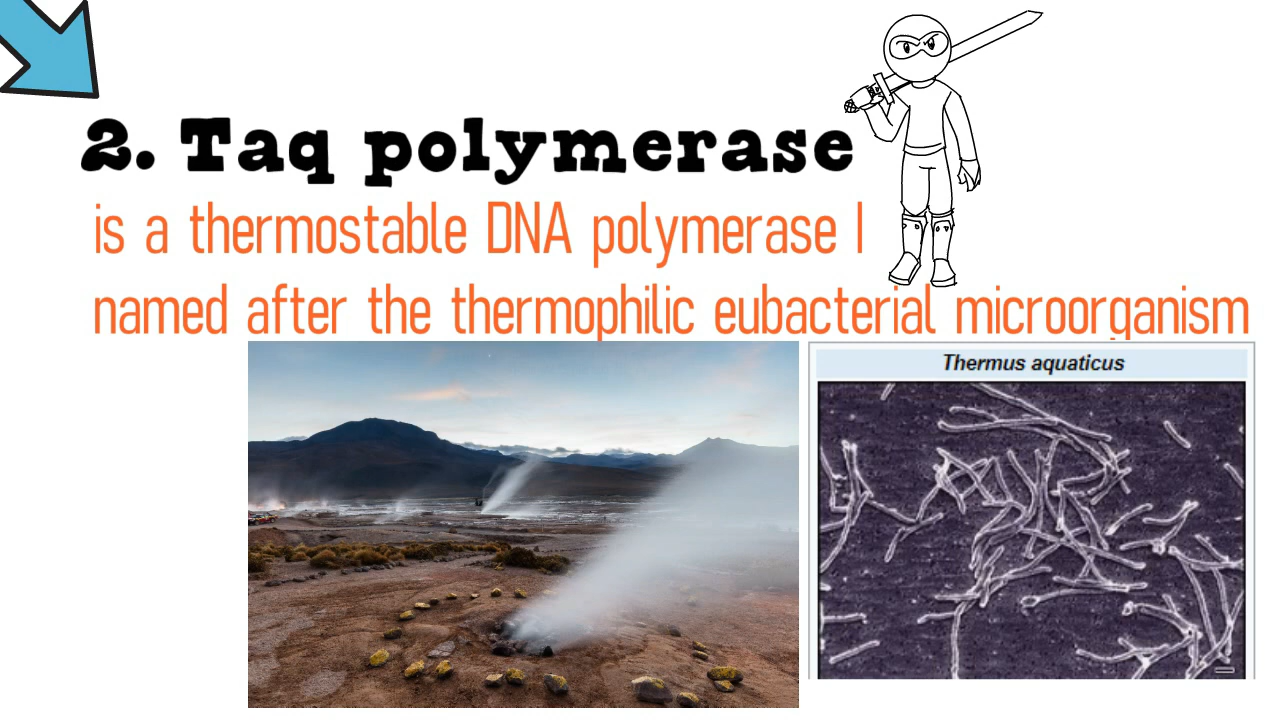 2. Taq polymerase
is a thermostable DNA polymerase I
named after the thermophilic eubacterial microorganism
Thermus aquaticus